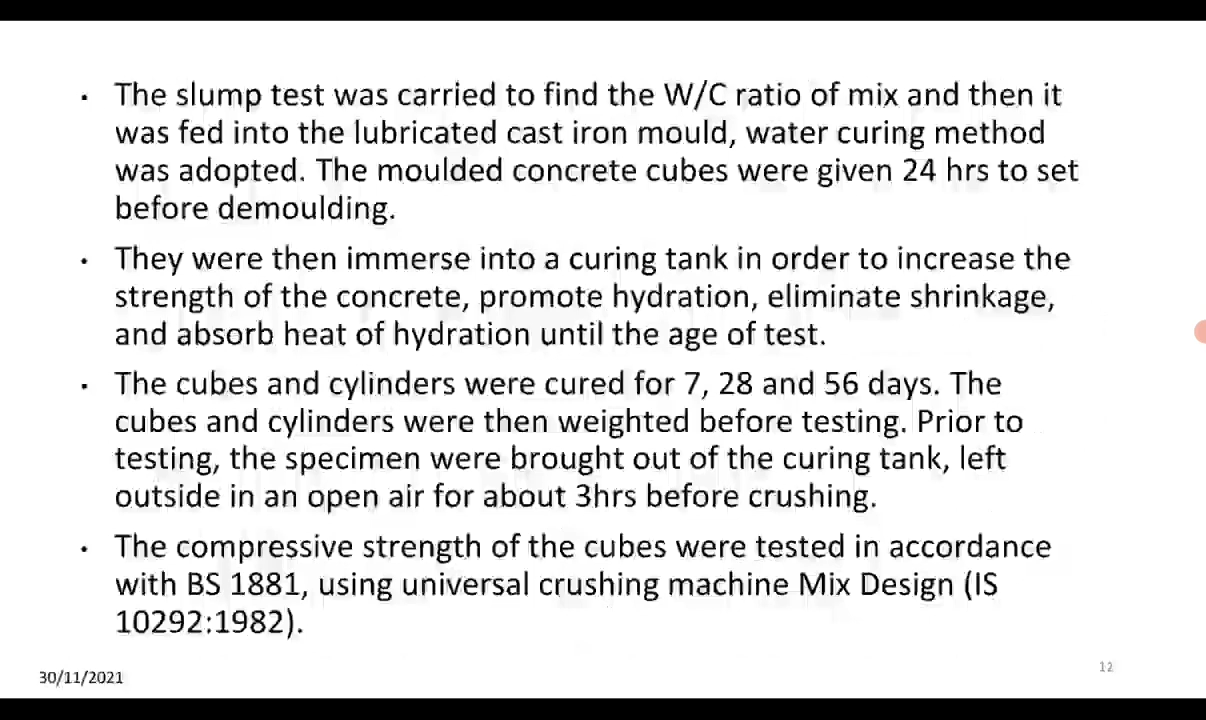 • The slump test was carried to find the W/C ratio of mix and then it
was fed into the lubricated cast iron mould, water curing method
was adopted. The moulded concrete cubes were given 24 hrs to set
before demoulding.
• They were then immerse into a curing tank in order to increase the
strength of the concrete, promote hydration, eliminate shrinkage,
and absorb heat of hydration until the age of test.
• The cubes and cylinders were cured for 7, 28 and 56 days. The
cubes and cylinders were then weighted before testing. Prior to
testing, the specimen were brought out of the curing tank, left
outside in an open air for about 3hrs before crushing.
• The compressive strength of the cubes were tested in accordance
with BS 1881, using universal crushing machine Mix Design (IS
10292:1982).
30/11/2021
12